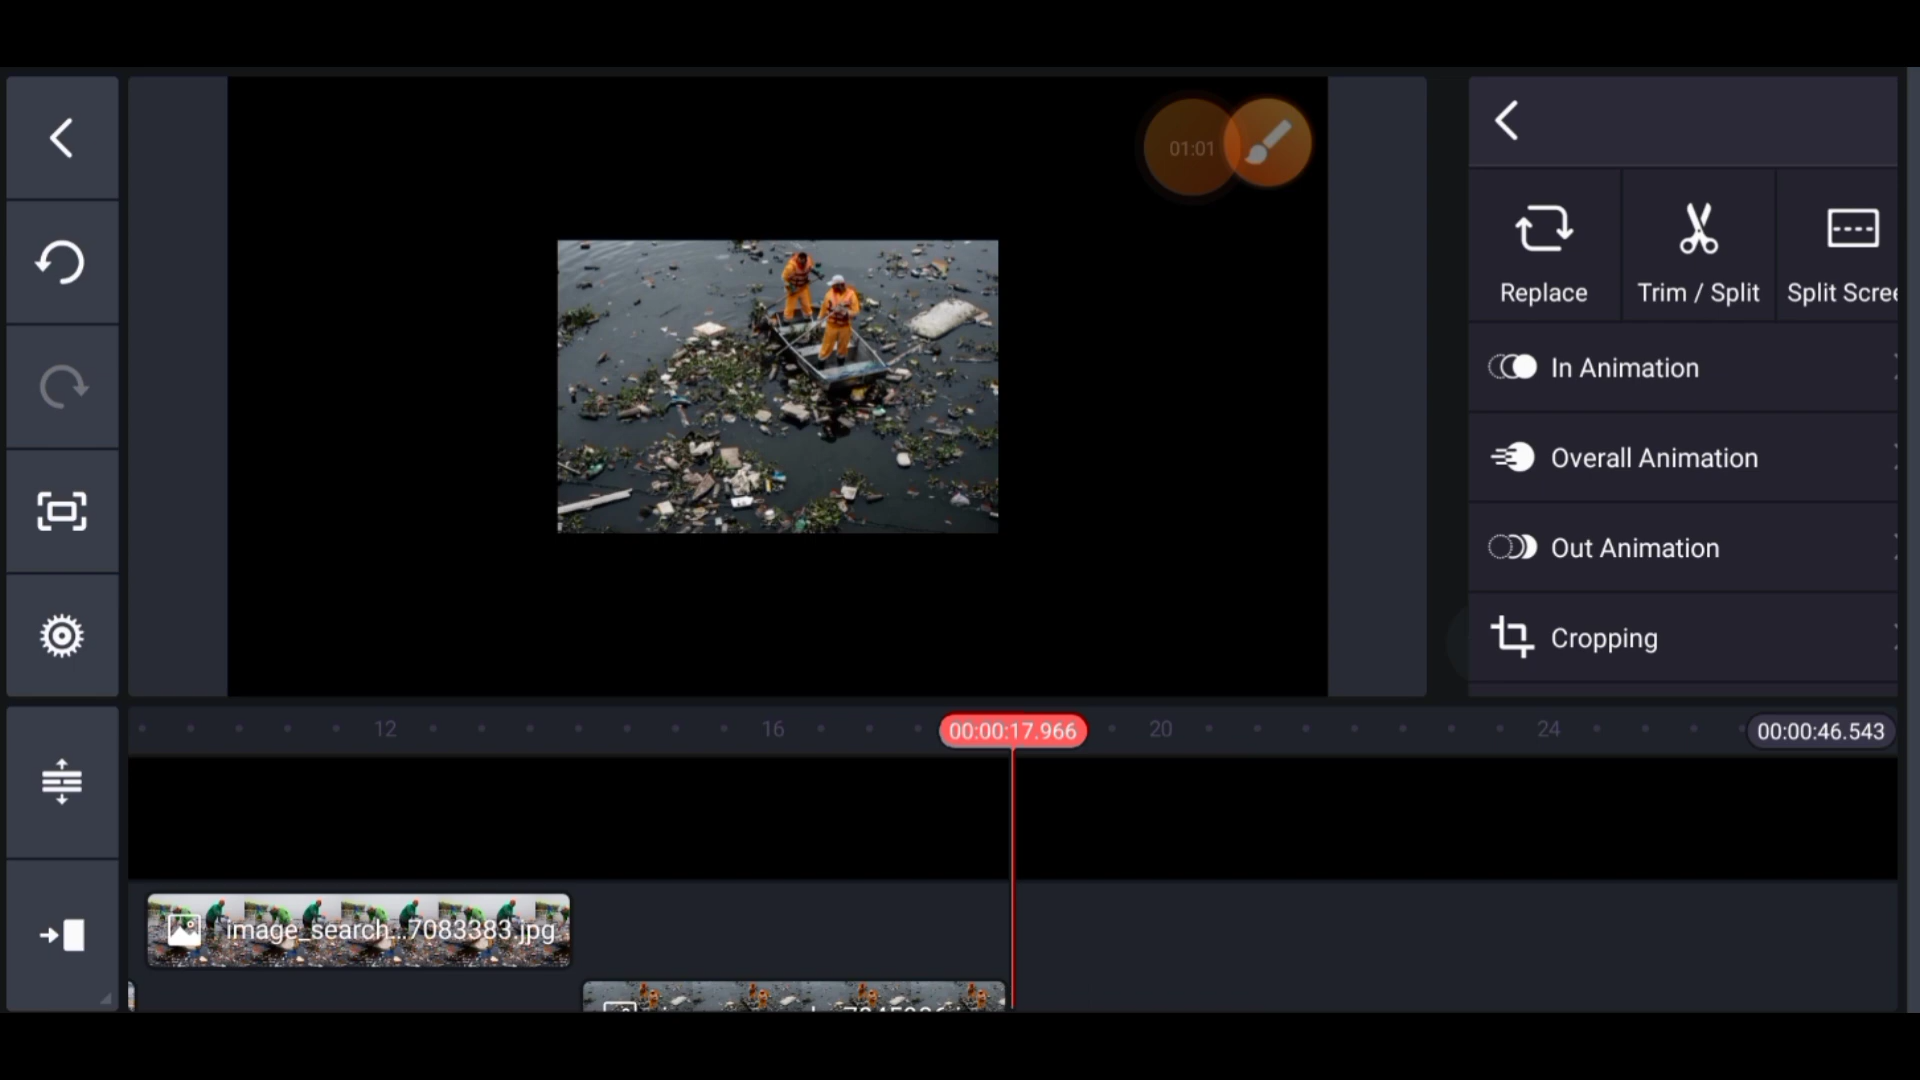 01:01
Replace
Trim / Split
Split Scree
In Animation
Overall Animation
Out Animation
Cropping
12
16
00:00:17.966
20
24
00:00:46.543
image_search...7083383.jpg